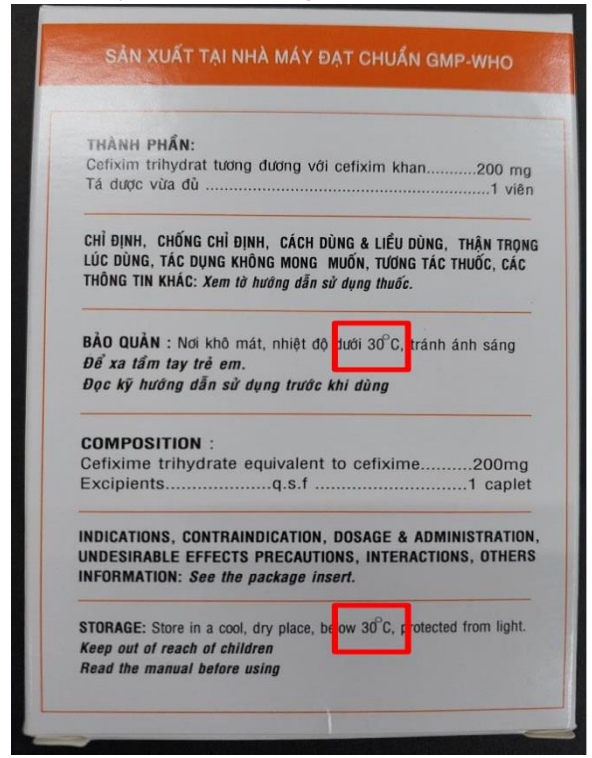 SẢN XUẤT TẠI NHÀ MÁY ĐẠT CHUẨN GMP-WHO
THÀNH PHẦN:
Cefixim trihydrat tương đương với cefixim khan...........200 mg
Tá dược vừa đủ ..........................................................1 viên
CHỈ ĐỊNH, CHỐNG CHỈ ĐỊNH, CÁCH DÙNG & LIỀU DÙNG, THẬN TRỌNG
LÚC DÙNG, TÁC DỤNG KHÔNG MONG MUỐN, TƯƠNG TÁC THUỐC, CÁC
THÔNG TIN KHÁC: Xem tờ hướng dẫn sử dụng thuốc.
BẢO QUẢN : Nơi khô mát, nhiệt độ dưới 30°C, tránh ánh sáng
Để xa tầm tay trẻ em.
Đọc kỹ hướng dẫn sử dụng trước khi dùng
COMPOSITION :
Cefixime trihydrate equivalent to cefixime..........200mg
Excipients...................q.s.f ...........................1 caplet
INDICATIONS, CONTRAINDICATION, DOSAGE & ADMINISTRATION,
UNDESIRABLE EFFECTS PRECAUTIONS, INTERACTIONS, OTHERS
INFORMATION: See the package insert.
STORAGE: Store in a cool, dry place, below 30°C, protected from light.
Keep out of reach of children
Read the manual before using